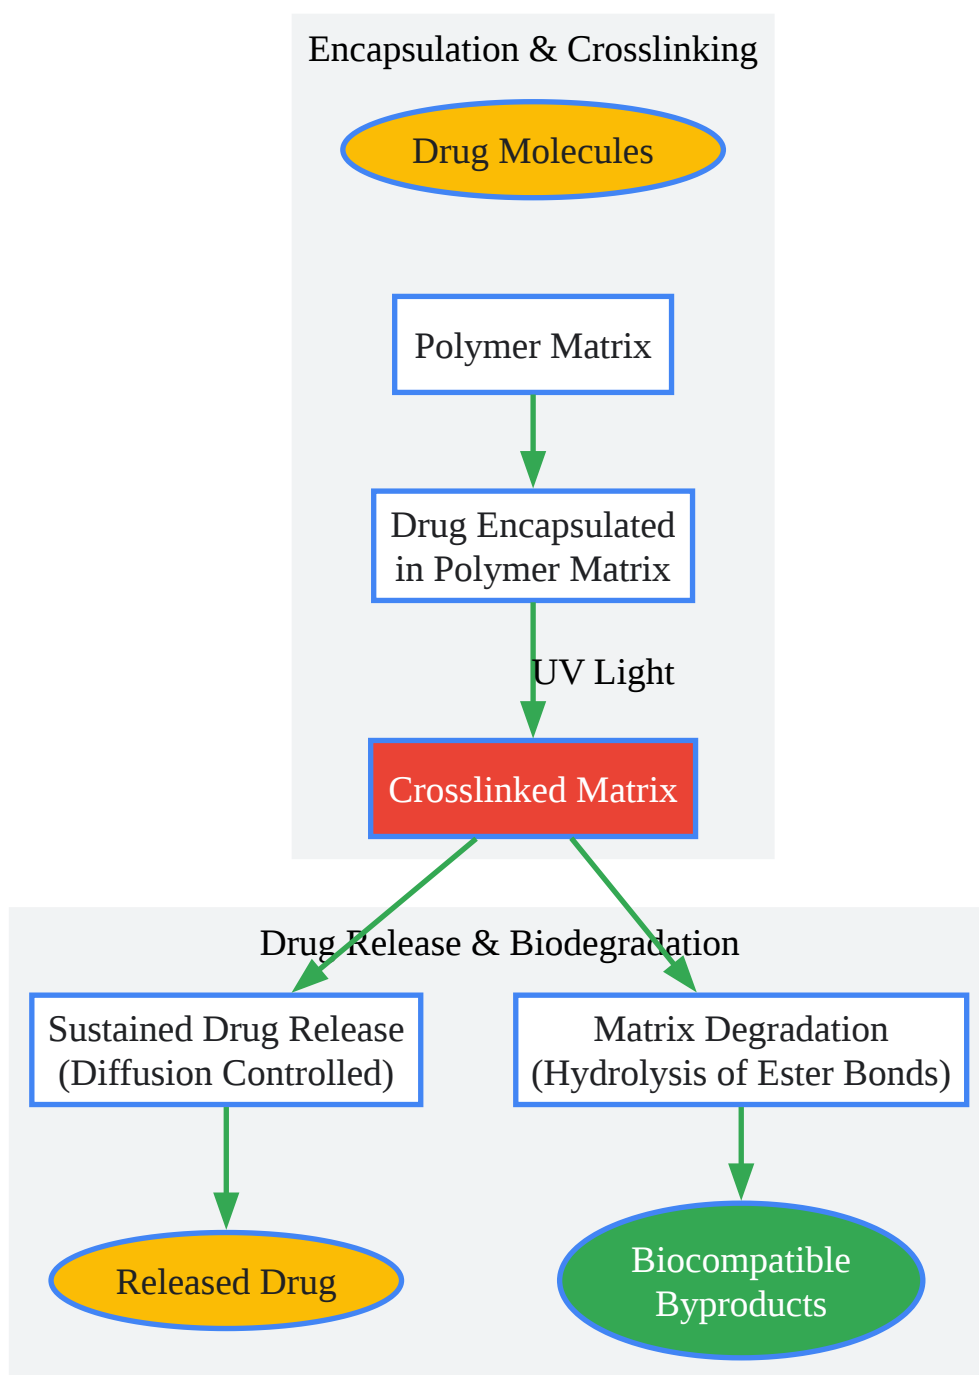 Encapsulation & Crosslinking
Drug Molecules
Polymer Matrix
Drug Encapsulated
in Polymer Matrix
UV Light
Crosslinked Matrix
Drug Release & Biodegradation
Sustained Drug Release
(Diffusion Controlled)
Matrix Degradation
(Hydrolysis of Ester Bonds)
Released Drug
Biocompatible
Byproducts